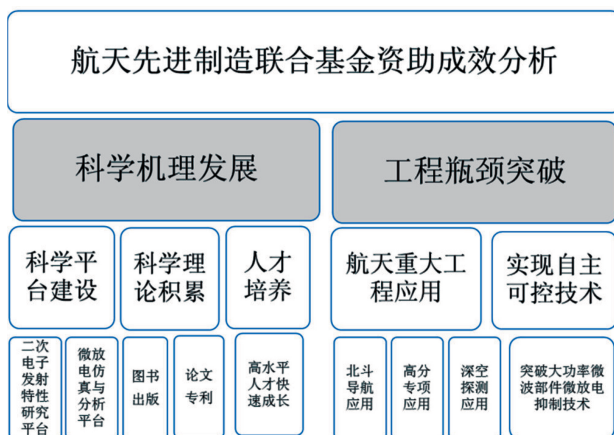 航天先进制造联合基金资助成效分析
科学机理发展
工程瓶颈突破
科学平
台建设
科学理
论积累
人才
培养
航天重大工
程应用
实现自主
可控技术
二次
电子
发射
特性
研究
平台
微放
电仿
真与
分析
平台
图书
出版
论文
专利
高水平
人才快
速成长
北斗
导航
应用
高分
专项
应用
深空
探测
应用
突破大功率微
波部件微放电
抑制技术